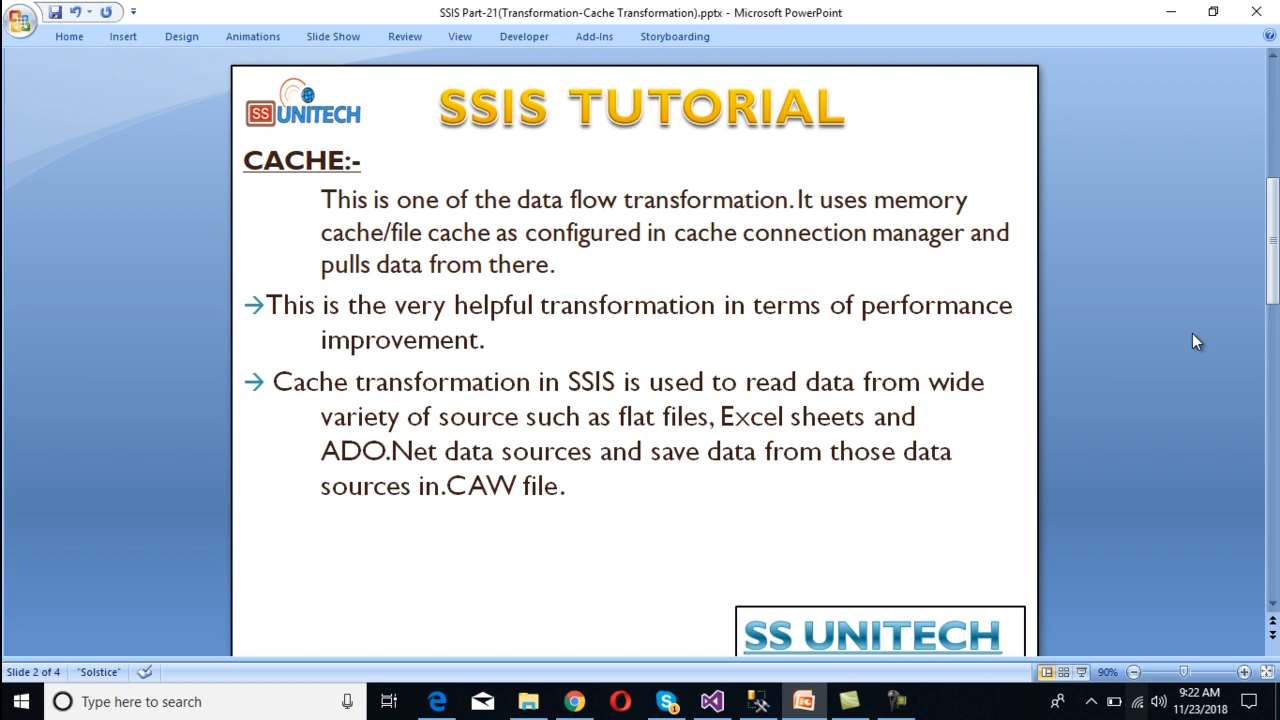 SSIS Part-21(Transformation-Cache Transformation).pptx - Microsoft PowerPoint
Home Insert Design Animations Slide Show Review View Developer Add-Ins Storyboarding
SS UNITECH
SSIS TUTORIAL
CACHE:-
This is one of the data flow transformation. It uses memory
cache/file cache as configured in cache connection manager and
pulls data from there.
→This is the very helpful transformation in terms of performance
improvement.
→ Cache transformation in SSIS is used to read data from wide
variety of source such as flat files, Excel sheets and
ADO.Net data sources and save data from those data
sources in.CAW file.
SS UNITECH
Slide 2 of 4 "Solstice" 90%
Type here to search
9:22 AM
11/23/2018